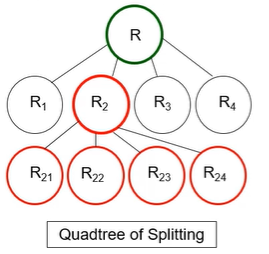 R
R₁ R₂ R₃ R₄
R₂₁ R₂₂ R₂₃ R₂₄
Quadtree of Splitting